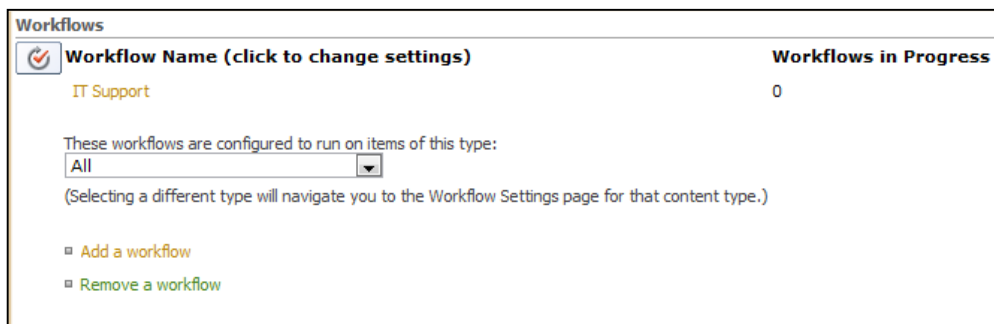 Workflows
Workflow Name (click to change settings) Workflows in Progress
IT Support 0
These workflows are configured to run on items of this type:
All
(Selecting a different type will navigate you to the Workflow Settings page for that content type.)
Add a workflow
Remove a workflow